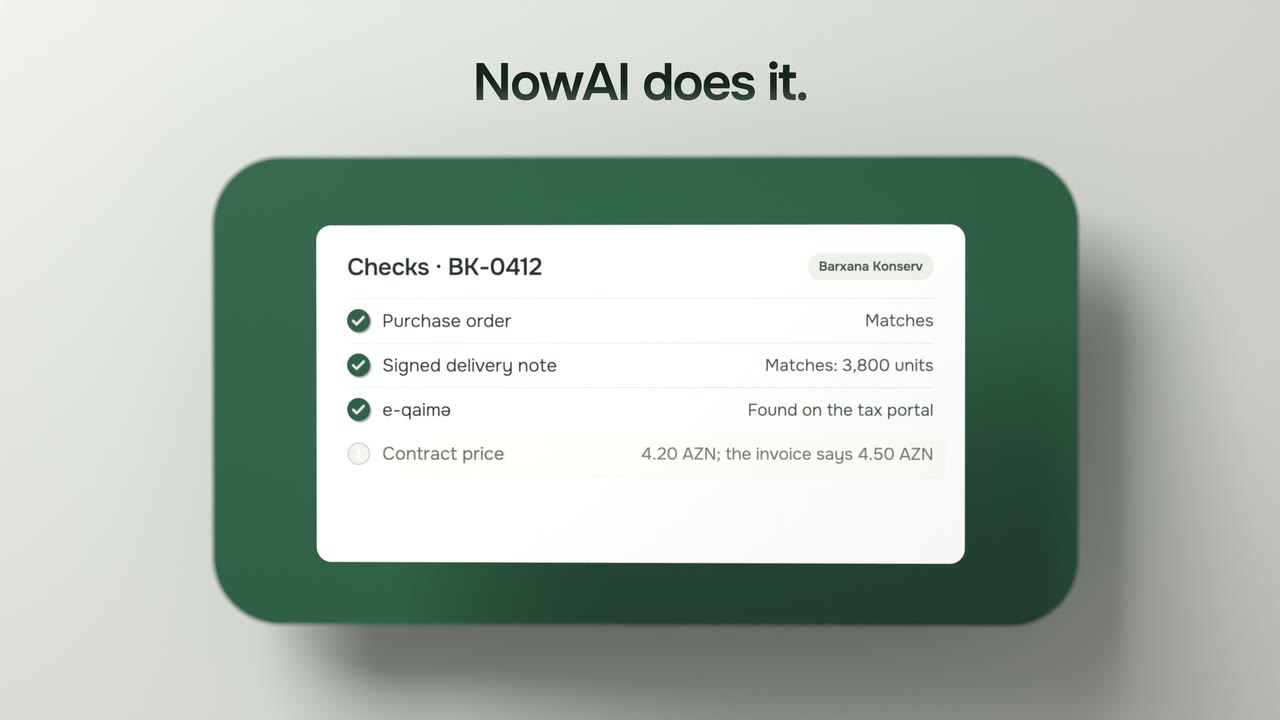 NowAI does it.
Checks · BK-0412
Barxana Konserv
Purchase order
Matches
Signed delivery note
Matches: 3,800 units
e-qaimə
Found on the tax portal
Contract price
4.20 AZN; the invoice says 4.50 AZN